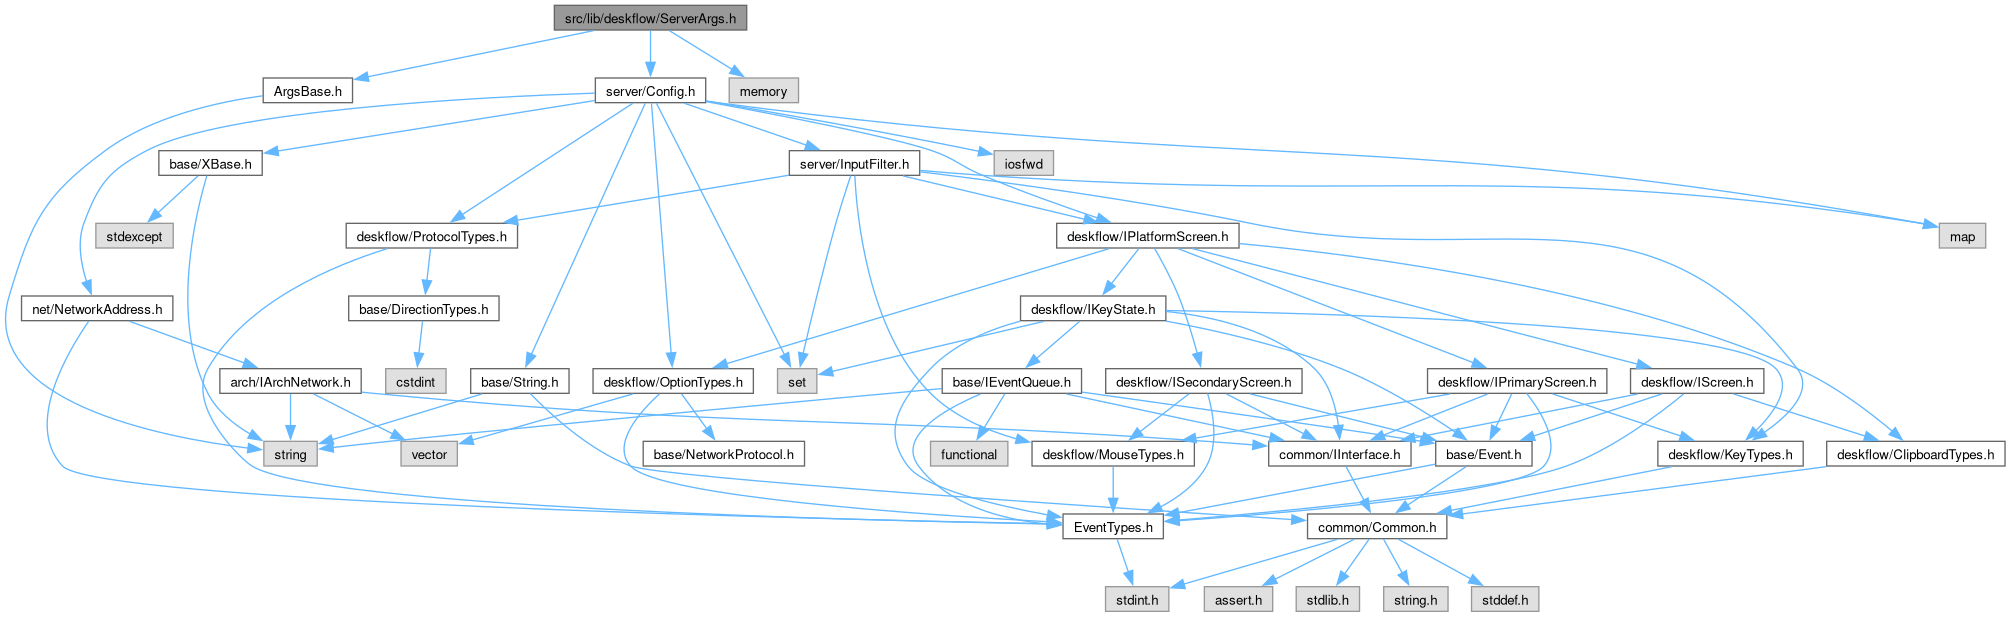 src/lib/deskflow/ServerArgs.h
ArgsBase.h
server/Config.h
memory
base/XBase.h
server/InputFilter.h
iosfwd
stdexcept
deskflow/ProtocolTypes.h
deskflow/IPlatformScreen.h
map
net/NetworkAddress.h
base/DirectionTypes.h
deskflow/IKeyState.h
arch/IArchNetwork.h
cstdint
base/String.h
deskflow/OptionTypes.h
set
base/IEventQueue.h
deskflow/ISecondaryScreen.h
deskflow/IPrimaryScreen.h
deskflow/IScreen.h
string
vector
base/NetworkProtocol.h
functional
deskflow/MouseTypes.h
common/IInterface.h
base/Event.h
deskflow/KeyTypes.h
deskflow/ClipboardTypes.h
EventTypes.h
common/Common.h
stdint.h
assert.h
stdlib.h
string.h
stddef.h